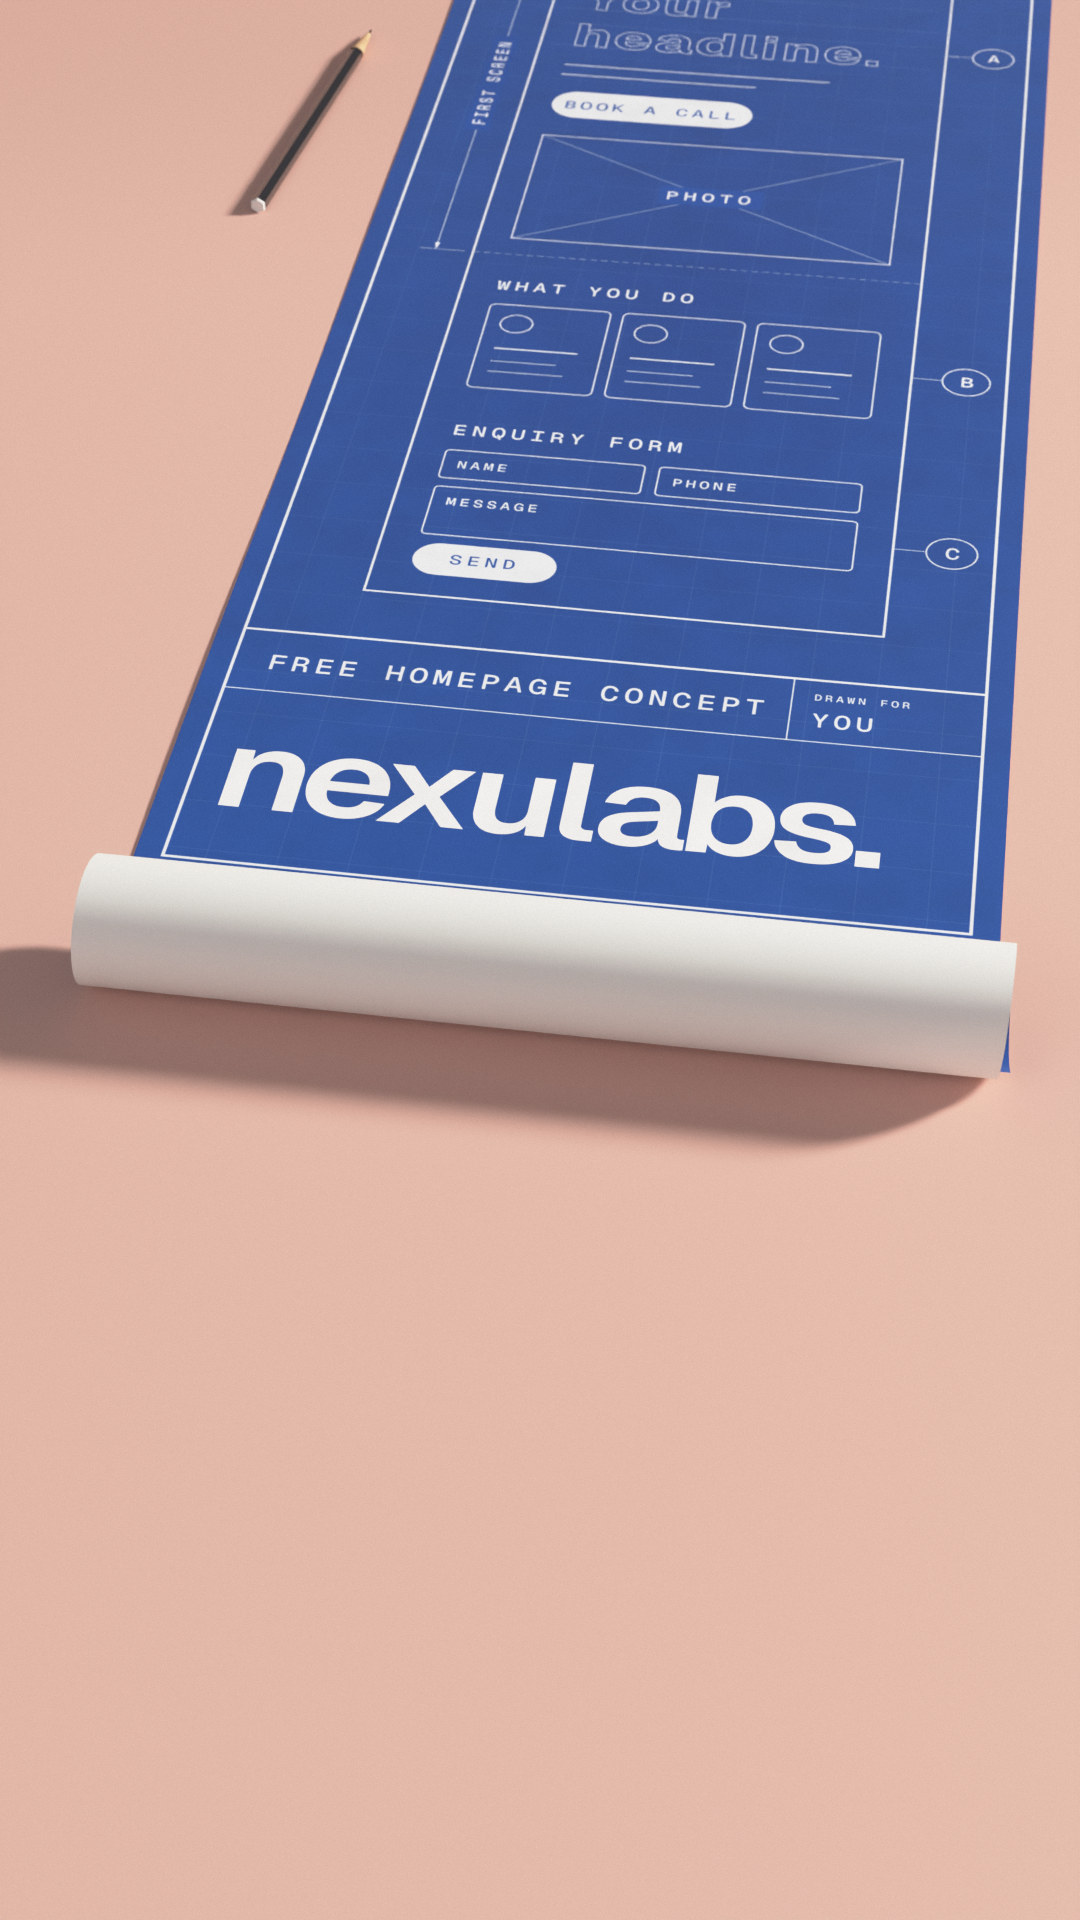 Your
headline.
FIRST SCREEN
BOOK A CALL
A
PHOTO
WHAT YOU DO
B
ENQUIRY FORM
NAME
PHONE
MESSAGE
SEND
C
FREE HOMEPAGE CONCEPT
DRAWN FOR
YOU
nexulabs.